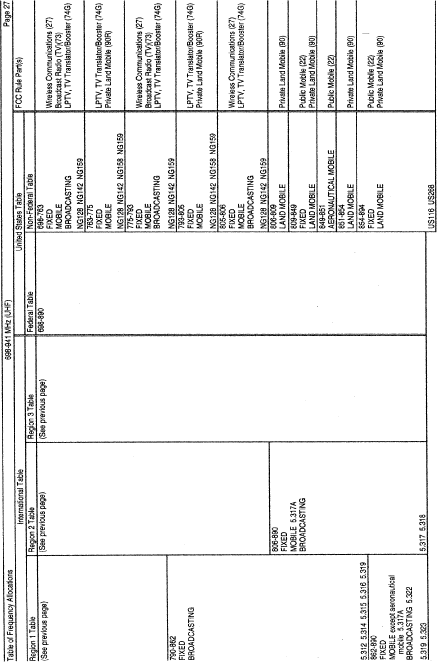 Table of Frequency Allocations
698-941 MHz (UHF)
Page 27
International Table
United States Table
FCC Rule Part(s)
Region 1 Table
Region 2 Table
Region 3 Table
Federal Table
Non-Federal Table
(See previous page)
790-862
FIXED
BROADCASTING
5.312 5.314 5.315 5.316 5.319
862-890
FIXED
MOBILE except aeronautical
mobile 5.317A
BROADCASTING 5.322
5.319 5.323
(See previous page)
806-890
FIXED
MOBILE 5.317A
BROADCASTING
5.317 5.318
(See previous page)
698-890
698-763
FIXED
MOBILE
BROADCASTING
NG128 NG142 NG159
763-775
FIXED
MOBILE
NG128 NG142 NG158 NG159
775-793
FIXED
MOBILE
BROADCASTING
NG128 NG142 NG159
793-805
FIXED
MOBILE
NG128 NG142 NG158 NG159
805-806
FIXED
MOBILE
BROADCASTING
NG128 NG142 NG159
806-809
LAND MOBILE
809-849
FIXED
LAND MOBILE
849-851
AERONAUTICAL MOBILE
851-854
LAND MOBILE
854-894
FIXED
LAND MOBILE
US116 US268
Wireless Communications (27)
Broadcast Radio (TV)(73)
LPTV, TV Translator/Booster (74G)
LPTV, TV Translator/Booster (74G)
Private Land Mobile (90R)
Wireless Communications (27)
Broadcast Radio (TV)(73)
LPTV, TV Translator/Booster (74G)
LPTV, TV Translator/Booster (74G)
Private Land Mobile (90R)
Wireless Communications (27)
LPTV, TV Translator/Booster (74G)
Private Land Mobile (90)
Public Mobile (22)
Private Land Mobile (90)
Public Mobile (22)
Private Land Mobile (90)
Public Mobile (22)
Private Land Mobile (90)